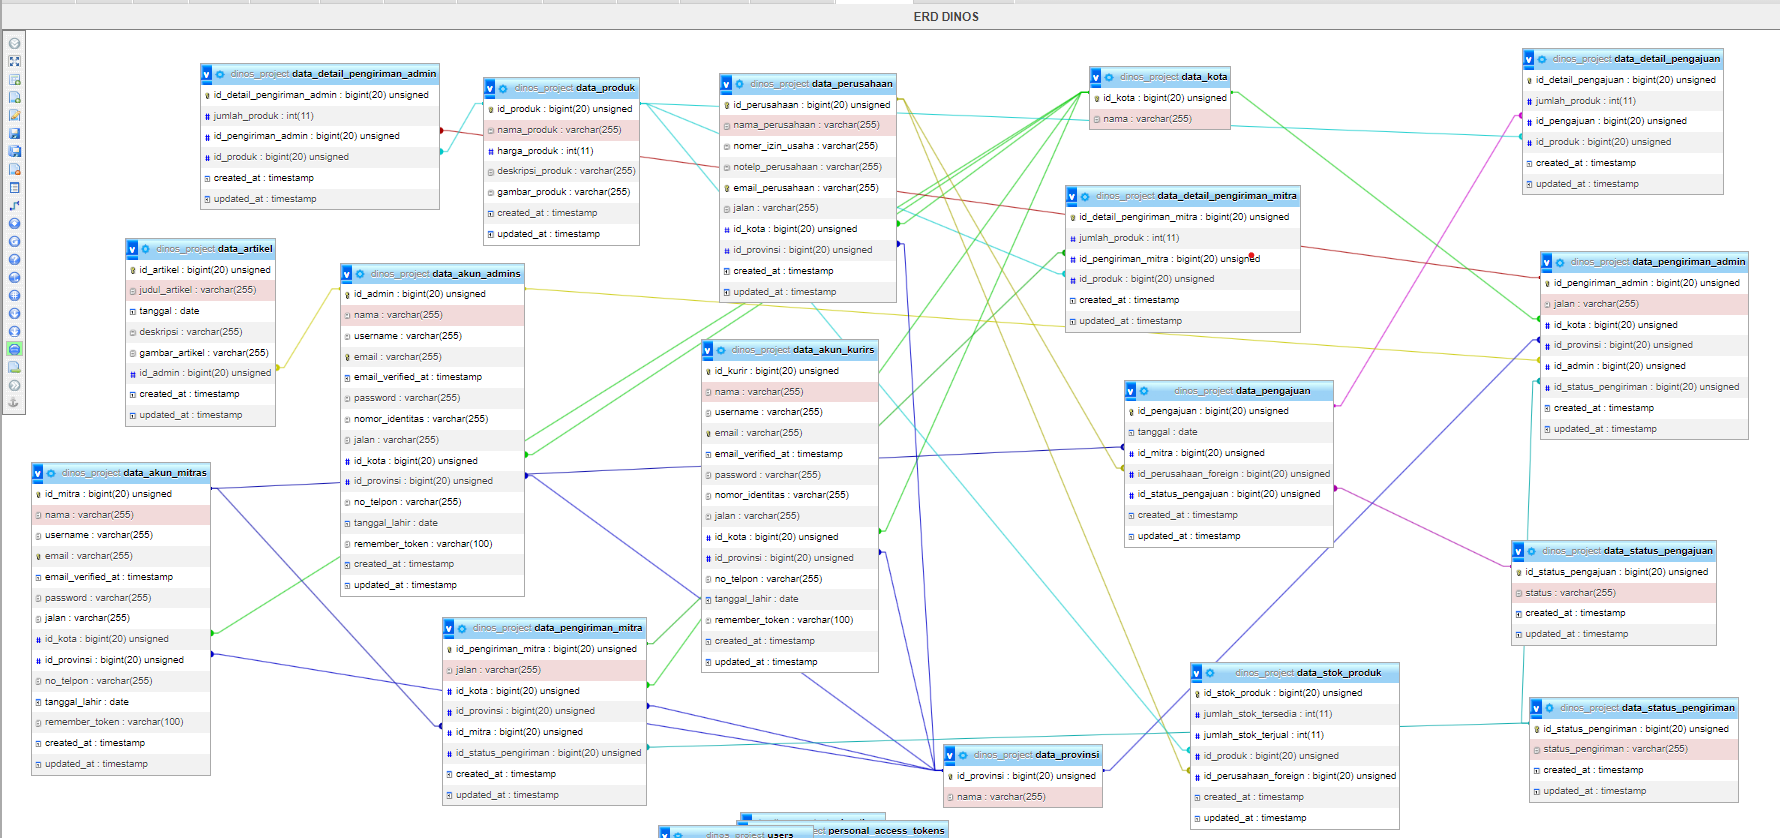 ERD DINOS
dinos_project data_detail_pengiriman_admin
id_detail_pengiriman_admin : bigint(20) unsigned
jumlah_produk : int(11)
id_pengiriman_admin : bigint(20) unsigned
id_produk : bigint(20) unsigned
created_at : timestamp
updated_at : timestamp
dinos_project data_produk
id_produk : bigint(20) unsigned
nama_produk : varchar(255)
harga_produk : int(11)
deskripsi_produk : varchar(255)
gambar_produk : varchar(255)
created_at : timestamp
updated_at : timestamp
dinos_project data_perusahaan
id_perusahaan : bigint(20) unsigned
nama_perusahaan : varchar(255)
nomer_izin_usaha : varchar(255)
notelp_perusahaan : varchar(255)
email_perusahaan : varchar(255)
jalan : varchar(255)
id_kota : bigint(20) unsigned
id_provinsi : bigint(20) unsigned
created_at : timestamp
updated_at : timestamp
dinos_project data_kota
id_kota : bigint(20) unsigned
nama : varchar(255)
dinos_project data_detail_pengajuan
id_detail_pengajuan : bigint(20) unsigned
jumlah_produk : int(11)
id_pengajuan : bigint(20) unsigned
id_produk : bigint(20) unsigned
created_at : timestamp
updated_at : timestamp
dinos_project data_detail_pengiriman_mitra
id_detail_pengiriman_mitra : bigint(20) unsigned
jumlah_produk : int(11)
id_pengiriman_mitra : bigint(20) unsigned
id_produk : bigint(20) unsigned
created_at : timestamp
updated_at : timestamp
dinos_project data_artikel
id_artikel : bigint(20) unsigned
judul_artikel : varchar(255)
tanggal : date
deskripsi : varchar(255)
gambar_artikel : varchar(255)
id_admin : bigint(20) unsigned
created_at : timestamp
updated_at : timestamp
dinos_project data_akun_admins
id_admin : bigint(20) unsigned
nama : varchar(255)
username : varchar(255)
email : varchar(255)
email_verified_at : timestamp
password : varchar(255)
nomor_identitas : varchar(255)
jalan : varchar(255)
id_kota : bigint(20) unsigned
id_provinsi : bigint(20) unsigned
no_telpon : varchar(255)
tanggal_lahir : date
remember_token : varchar(100)
created_at : timestamp
updated_at : timestamp
dinos_project data_pengiriman_admin
id_pengiriman_admin : bigint(20) unsigned
jalan : varchar(255)
id_kota : bigint(20) unsigned
id_provinsi : bigint(20) unsigned
id_admin : bigint(20) unsigned
id_status_pengiriman : bigint(20) unsigned
created_at : timestamp
updated_at : timestamp
dinos_project data_akun_kurirs
id_kurir : bigint(20) unsigned
nama : varchar(255)
username : varchar(255)
email : varchar(255)
email_verified_at : timestamp
password : varchar(255)
nomor_identitas : varchar(255)
jalan : varchar(255)
id_kota : bigint(20) unsigned
id_provinsi : bigint(20) unsigned
no_telpon : varchar(255)
tanggal_lahir : date
remember_token : varchar(100)
created_at : timestamp
updated_at : timestamp
dinos_project data_pengajuan
id_pengajuan : bigint(20) unsigned
tanggal : date
id_mitra : bigint(20) unsigned
id_perusahaan_foreign : bigint(20) unsigned
id_status_pengajuan : bigint(20) unsigned
created_at : timestamp
updated_at : timestamp
dinos_project data_akun_mitras
id_mitra : bigint(20) unsigned
nama : varchar(255)
username : varchar(255)
email : varchar(255)
email_verified_at : timestamp
password : varchar(255)
jalan : varchar(255)
id_kota : bigint(20) unsigned
id_provinsi : bigint(20) unsigned
no_telpon : varchar(255)
tanggal_lahir : date
remember_token : varchar(100)
created_at : timestamp
updated_at : timestamp
dinos_project data_status_pengajuan
id_status_pengajuan : bigint(20) unsigned
status : varchar(255)
created_at : timestamp
updated_at : timestamp
dinos_project data_pengiriman_mitra
id_pengiriman_mitra : bigint(20) unsigned
jalan : varchar(255)
id_kota : bigint(20) unsigned
id_provinsi : bigint(20) unsigned
id_mitra : bigint(20) unsigned
id_status_pengiriman : bigint(20) unsigned
created_at : timestamp
updated_at : timestamp
dinos_project data_stok_produk
id_stok_produk : bigint(20) unsigned
jumlah_stok_tersedia : int(11)
jumlah_stok_terjual : int(11)
id_produk : bigint(20) unsigned
id_perusahaan_foreign : bigint(20) unsigned
created_at : timestamp
updated_at : timestamp
dinos_project data_status_pengiriman
id_status_pengiriman : bigint(20) unsigned
status_pengiriman : varchar(255)
created_at : timestamp
updated_at : timestamp
dinos_project data_provinsi
id_provinsi : bigint(20) unsigned
nama : varchar(255)
dinos_project users
personal_access_tokens